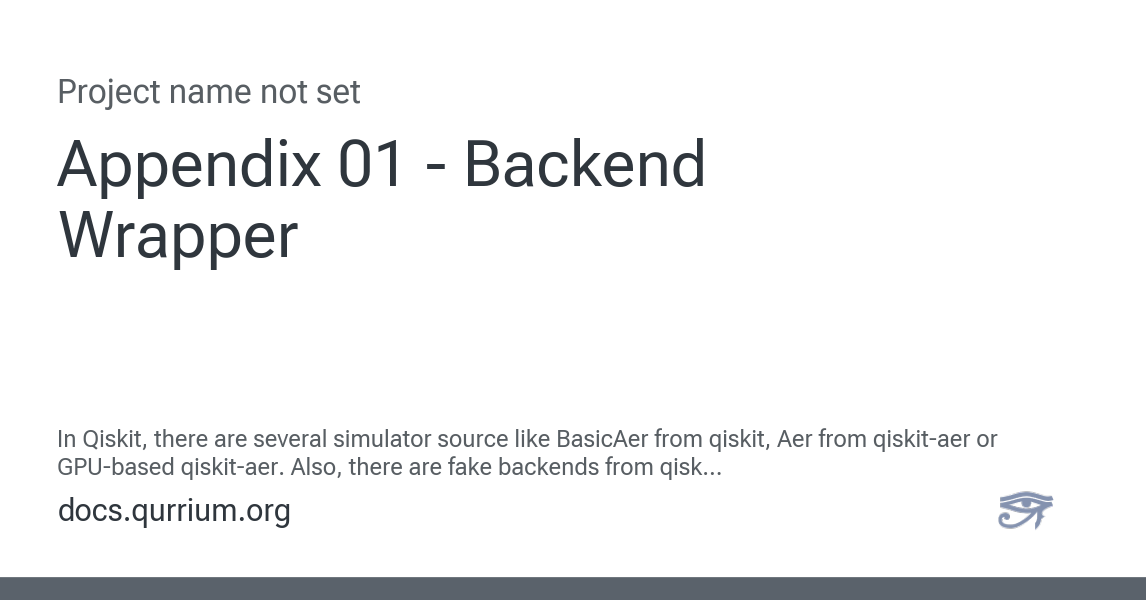 Project name not set
Appendix 01 - Backend
Wrapper
In Qiskit, there are several simulator source like BasicAer from qiskit, Aer from qiskit-aer or
GPU-based qiskit-aer. Also, there are fake backends from qisk...
docs.qurrium.org